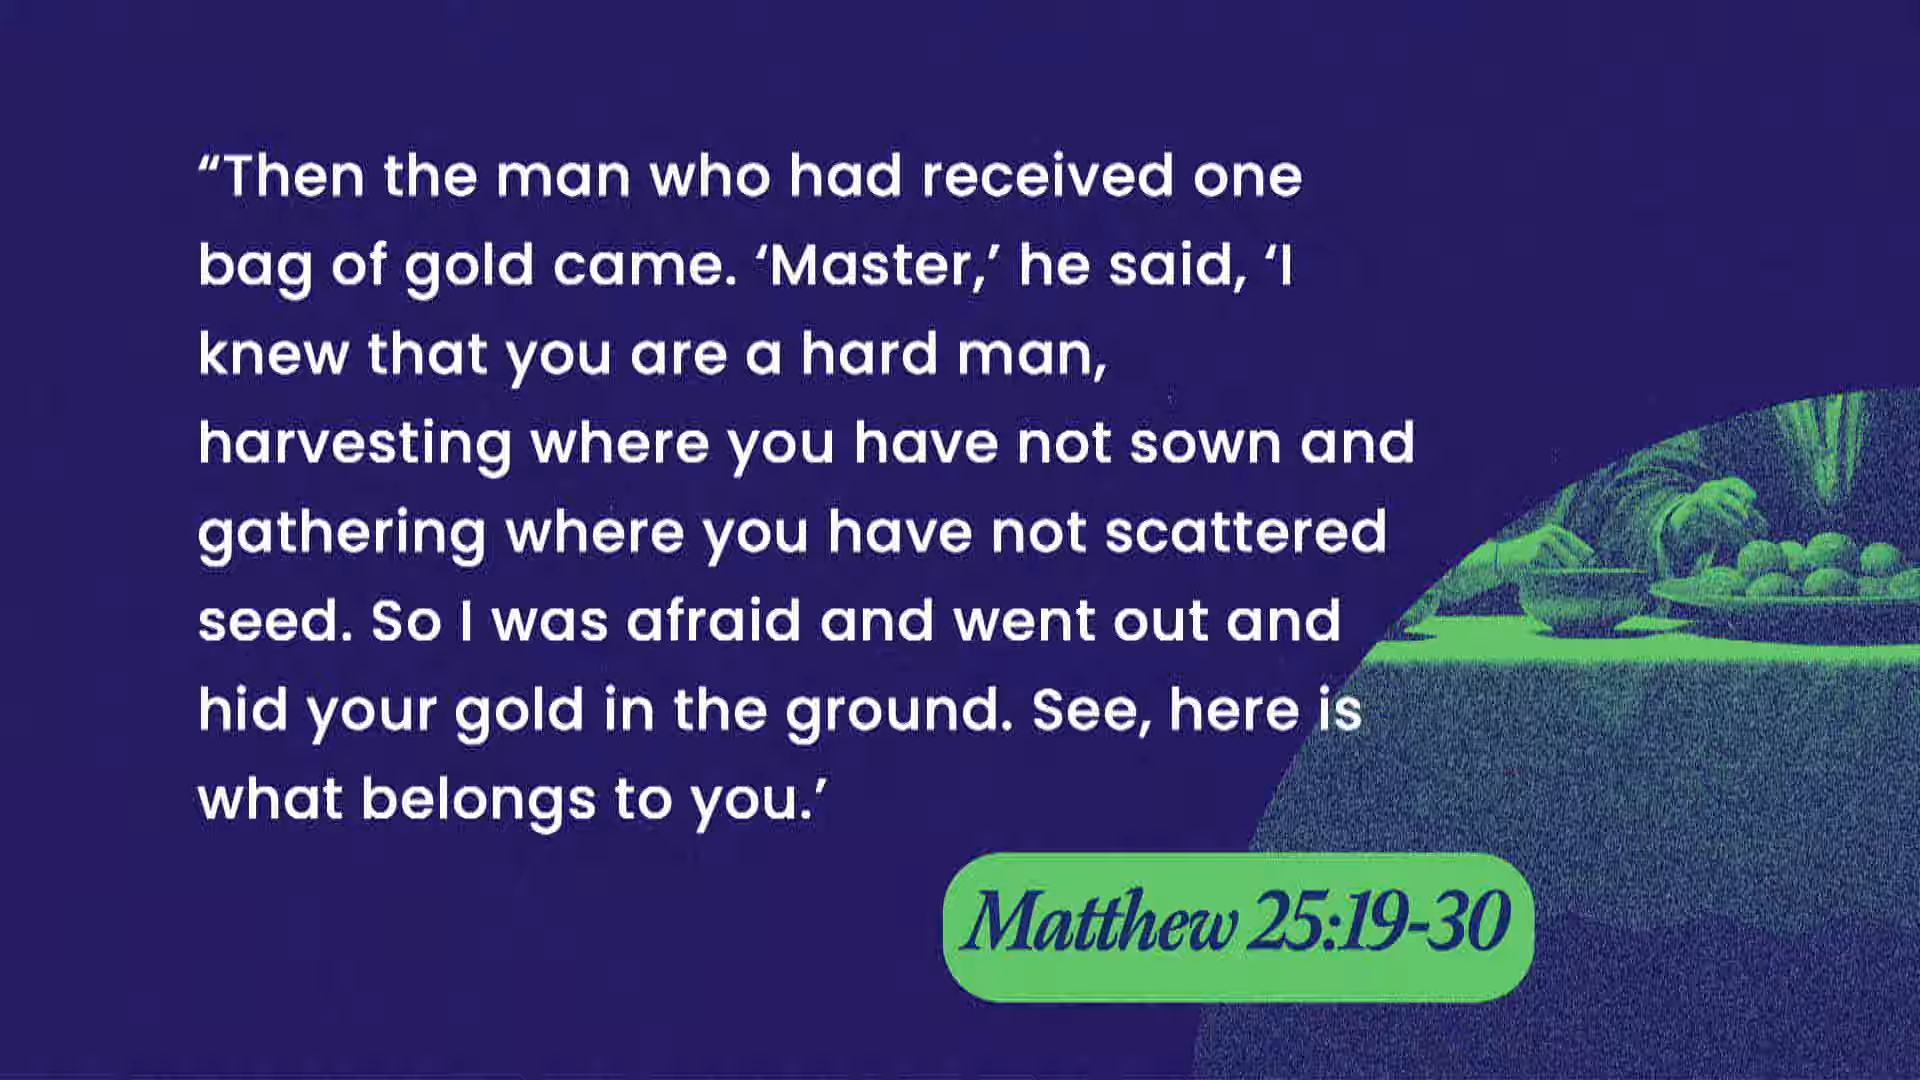 “Then the man who had received one
bag of gold came. ‘Master,’ he said, ‘I
knew that you are a hard man,
harvesting where you have not sown and
gathering where you have not scattered
seed. So I was afraid and went out and
hid your gold in the ground. See, here is
what belongs to you.’
Matthew 25:19-30